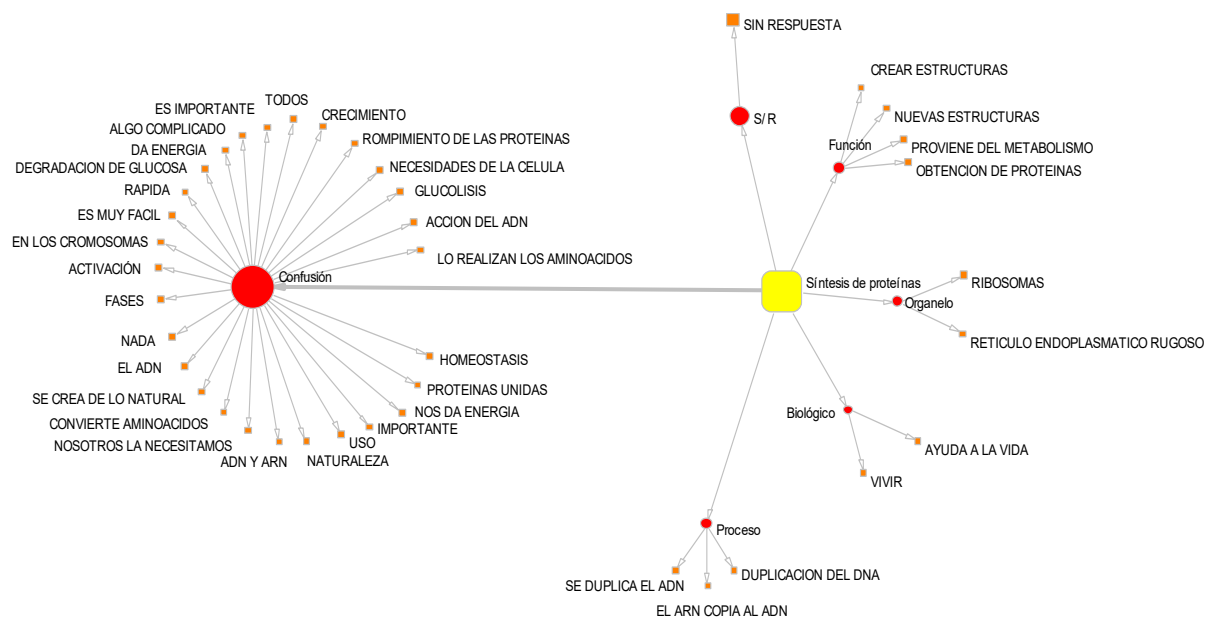 SIN RESPUESTA
S/ R
CREAR ESTRUCTURAS
NUEVAS ESTRUCTURAS
PROVIENE DEL METABOLISMO
OBTENCION DE PROTEINAS
Función
TODOS
ES IMPORTANTE
ALGO COMPLICADO
DA ENERGIA
DEGRADACION DE GLUCOSA
RAPIDA
ES MUY FACIL
EN LOS CROMOSOMAS
ACTIVACIÓN
FASES
NADA
EL ADN
SE CREA DE LO NATURAL
CONVIERTE AMINOACIDOS
NOSOTROS LA NECESITAMOS
ADN Y ARN
NATURALEZA
USO
IMPORTANTE
NOS DA ENERGIA
PROTEINAS UNIDAS
HOMEOSTASIS
CRECIMIENTO
ROMPIMIENTO DE LAS PROTEINAS
NECESIDADES DE LA CELULA
GLUCOLISIS
ACCION DEL ADN
LO REALIZAN LOS AMINOACIDOS
Confusión
Síntesis de proteínas
Organelo
RIBOSOMAS
RETICULO ENDOPLASMATICO RUGOSO
Biológico
AYUDA A LA VIDA
VIVIR
Proceso
SE DUPLICA EL ADN
DUPLICACION DEL DNA
EL ARN COPIA AL ADN